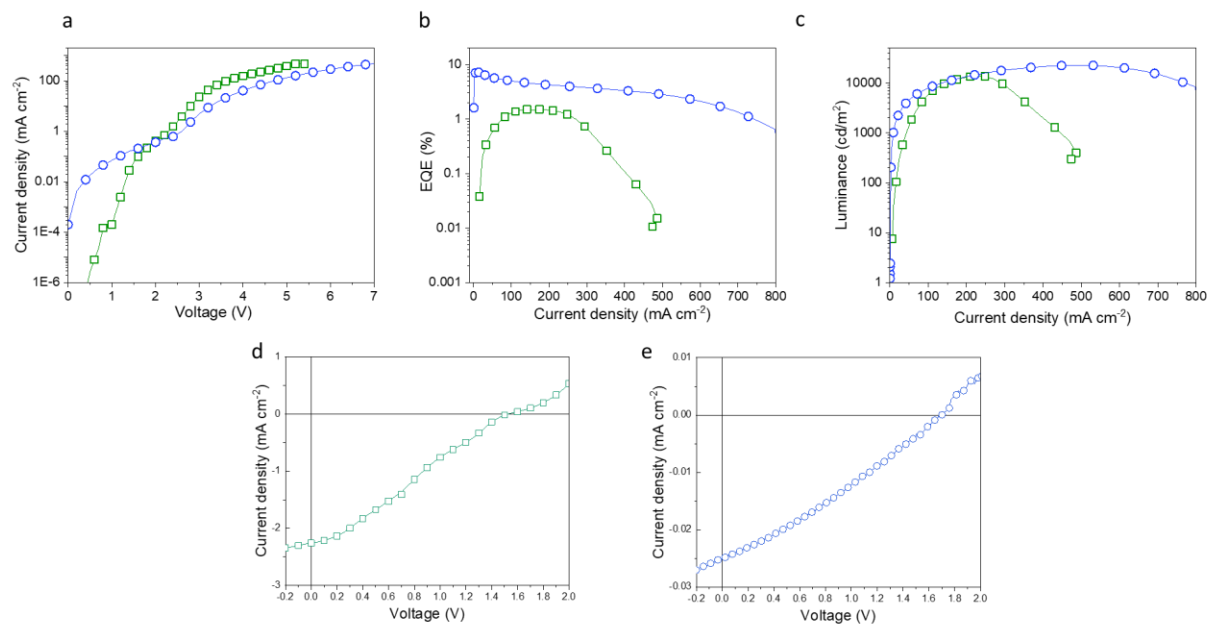 a
100
1
0.01
1E-4
1E-6
0 1 2 3 4 5 6 7
Voltage (V)
Current density (mA cm⁻²)
b
100
10
1
0.1
0.01
0.001
0 100 200 300 400 500 600 700 800
Current density (mA cm⁻²)
EQE (%)
c
10000
1000
100
10
1
0 100 200 300 400 500 600 700 800
Current density (mA cm⁻²)
Luminance (cd/m²)
d
1
0
-1
-2
-3
-0.2 0.0 0.2 0.4 0.6 0.8 1.0 1.2 1.4 1.6 1.8 2.0
Voltage (V)
Current density (mA cm⁻²)
e
0.01
0.00
-0.01
-0.02
-0.03
-0.2 0.0 0.2 0.4 0.6 0.8 1.0 1.2 1.4 1.6 1.8 2.0
Voltage (V)
Current density (mA cm⁻²)